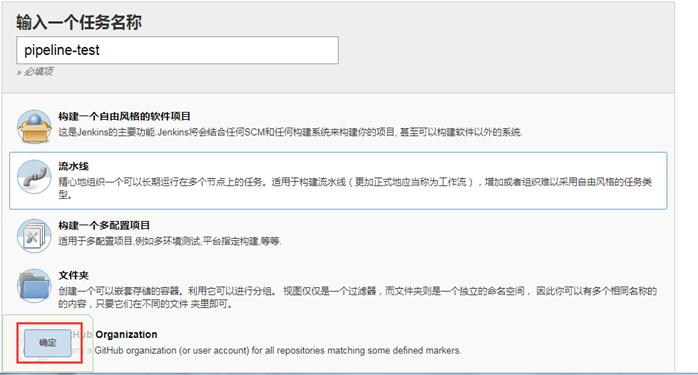 输入一个任务名称
pipeline-test
» 必填项
构建一个自由风格的软件项目
这是Jenkins的主要功能.Jenkins将会结合任何SCM和任何构建系统来构建你的项目, 甚至可以构建软件以外的系统.
流水线
精心地组织一个可以长期运行在多个节点上的任务。适用于构建流水线（更加正式地应当称为工作流），增加或者组织难以采用自由风格的任务类
型。
构建一个多配置项目
适用于多配置项目,例如多环境测试,平台指定构建,等等.
文件夹
创建一个可以嵌套存储的容器。利用它可以进行分组。 视图仅仅是一个过滤器，而文件夹则是一个独立的命名空间， 因此你可以有多个相同名称的
的内容，只要它们在不同的文件 夹里即可。
Hub Organization
a GitHub organization (or user account) for all repositories matching some defined markers.
确定